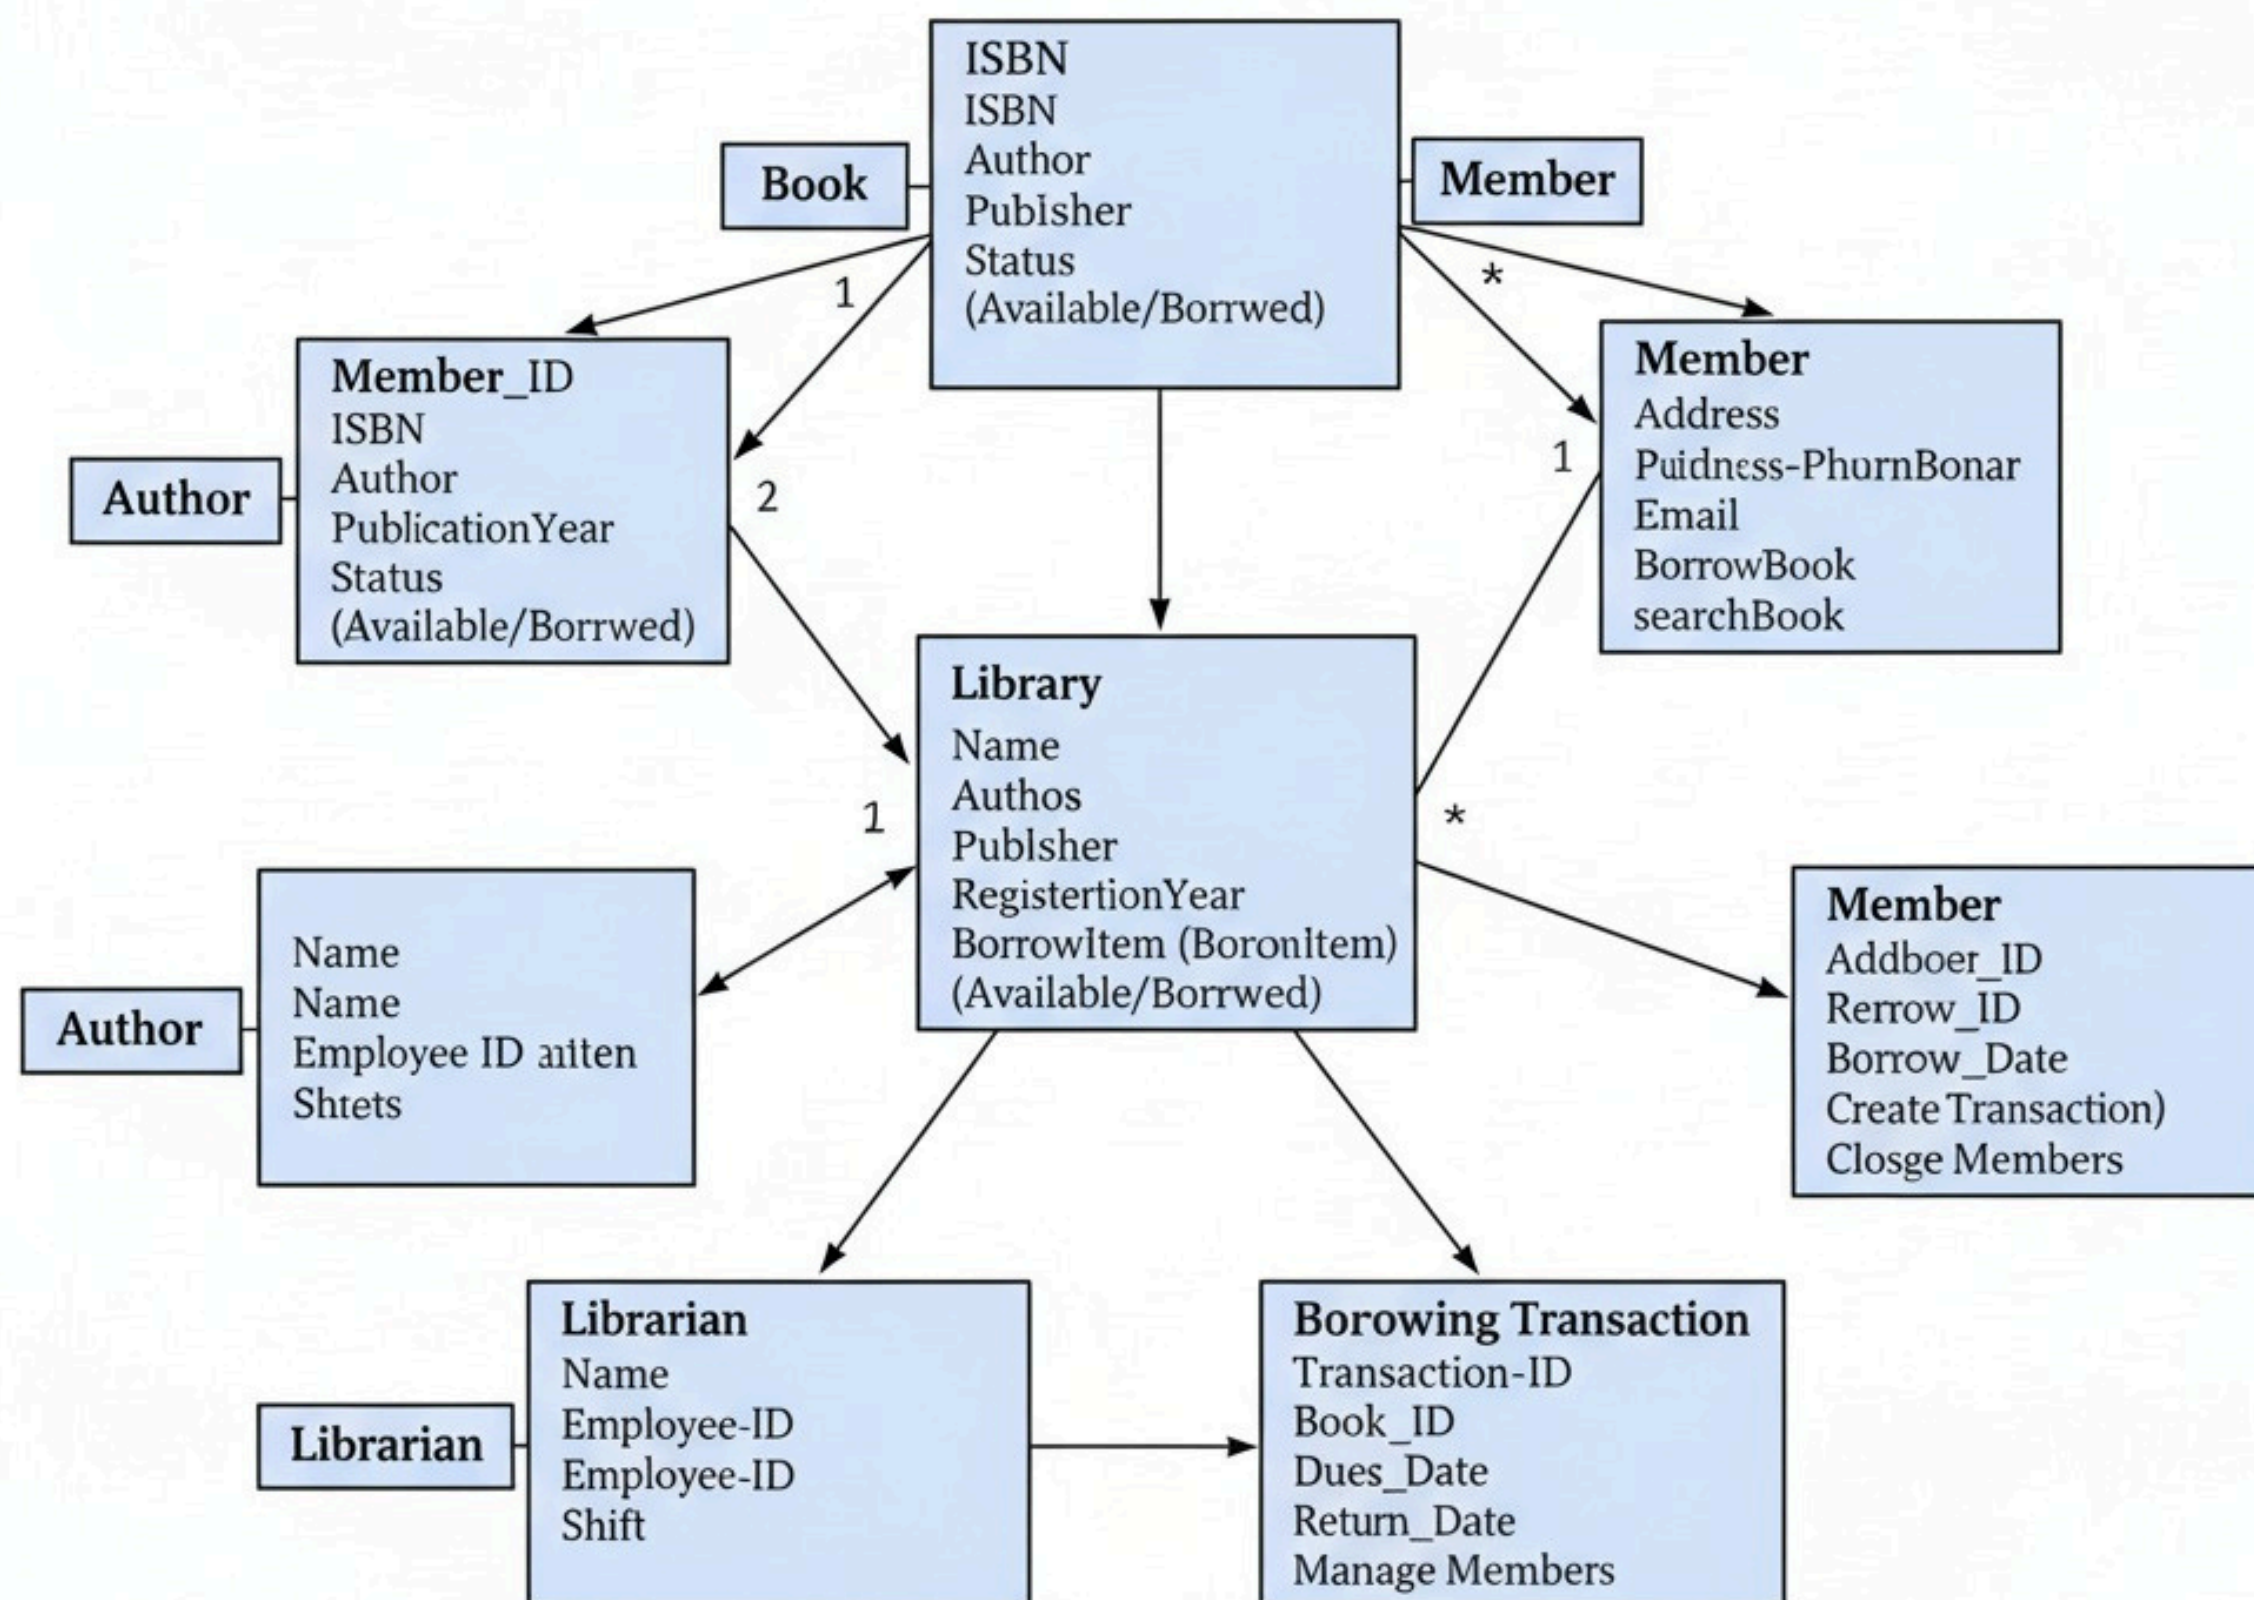 ISBN
ISBN
Author
Pubisher
Status
(Available/Borrwed)
Book
Member
1
*
Member_ID
ISBN
Author
PublicationYear
Status
(Available/Borrwed)
Author
2
Member
Address
Puidness-PhurnBonar
Email
BorrowBook
searchBook
1
Library
Name
Authos
Publsher
RegistertionYear
BorrowItem (BoronItem)
(Available/Borrwed)
1
*
Name
Name
Employee ID
Shtets
Author
Member
Addboer_ID
Rerrow_ID
Borrow_Date
Create Transaction)
Closge Members
Librarian
Name
Employee-ID
Employee-ID
Shift
Librarian
Borowing Transaction
Transaction-ID
Book_ID
Dues_Date
Return_Date
Manage Members